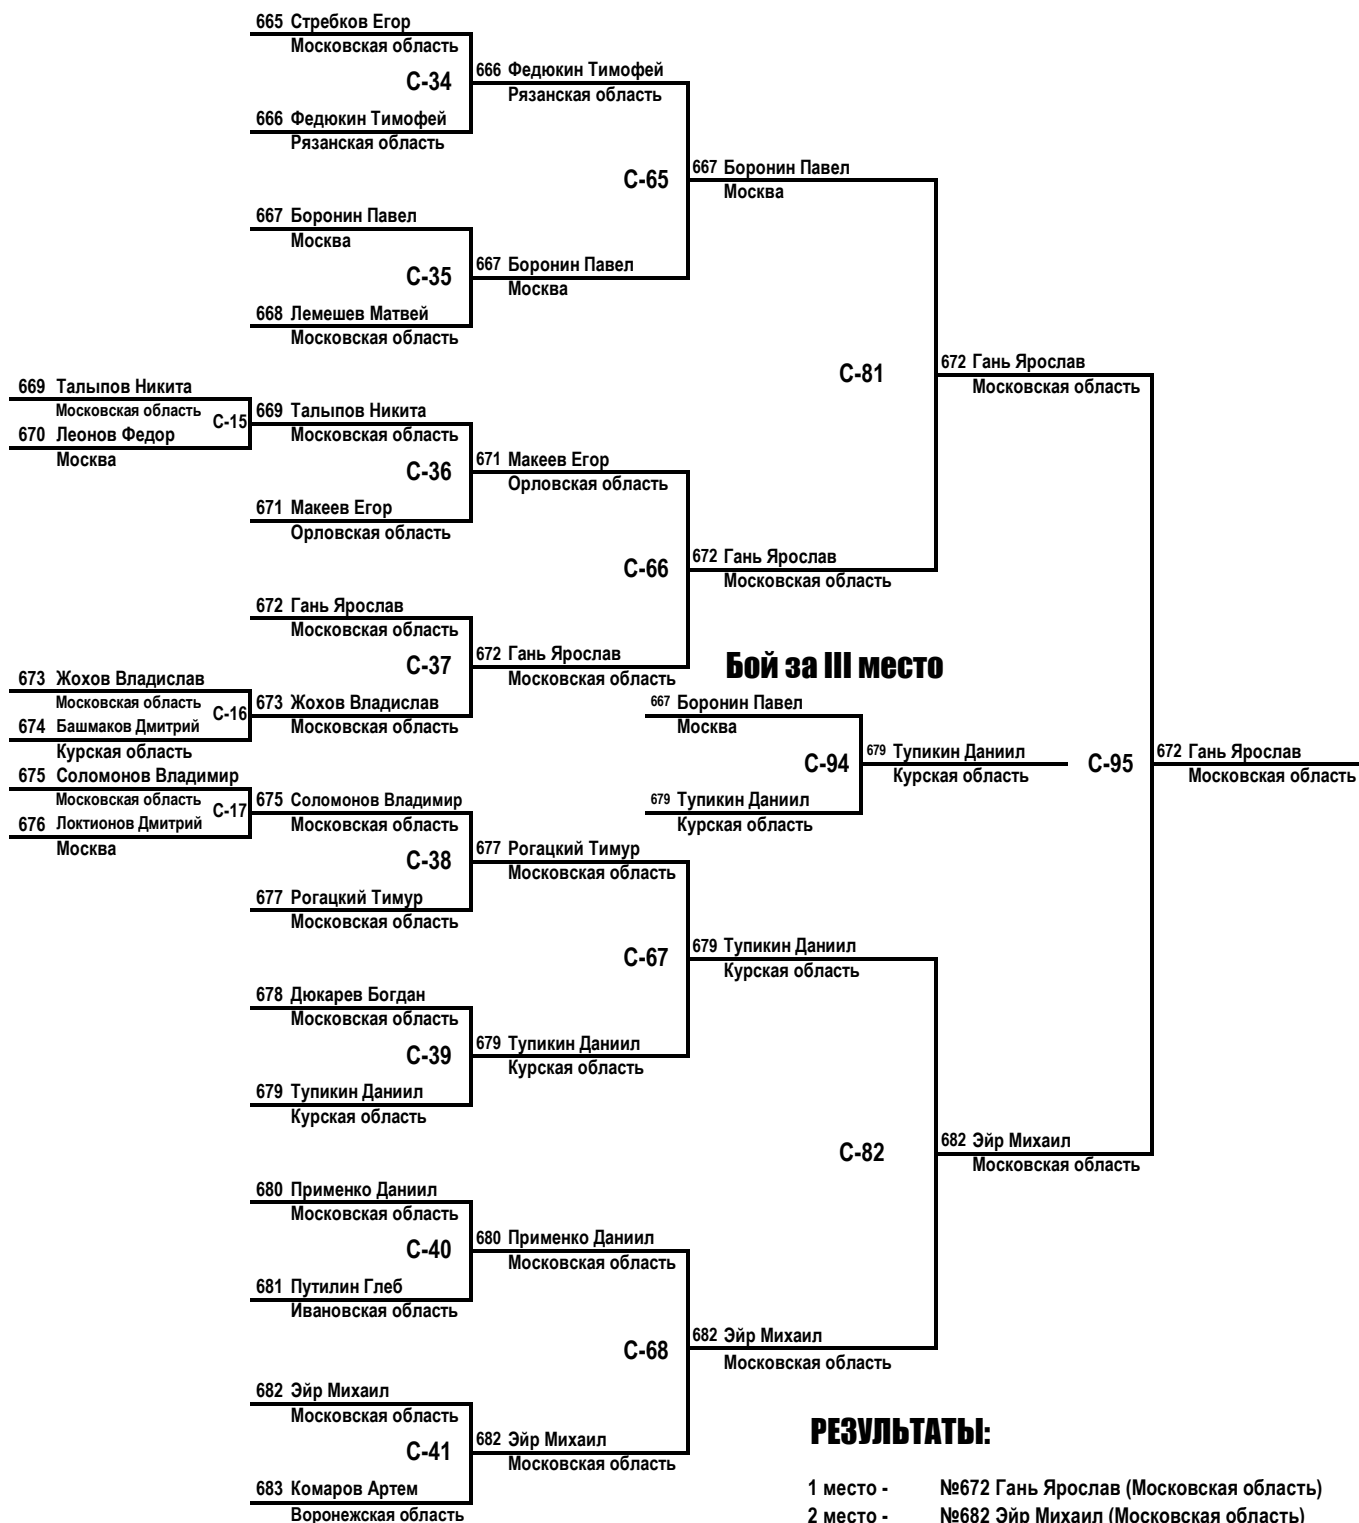 665 Стребков Егор
Московская область
С-34
666 Федюкин Тимофей
Рязанская область
666 Федюкин Тимофей
Рязанская область
С-65
667 Боронин Павел
Москва
667 Боронин Павел
Москва
С-35
667 Боронин Павел
Москва
668 Лемешев Матвей
Московская область
С-81
672 Гань Ярослав
Московская область
669 Талыпов Никита
Московская область
С-15
670 Леонов Федор
Москва
669 Талыпов Никита
Московская область
С-36
671 Макеев Егор
Орловская область
671 Макеев Егор
Орловская область
С-66
672 Гань Ярослав
Московская область
672 Гань Ярослав
Московская область
С-37
672 Гань Ярослав
Московская область
673 Жохов Владислав
Московская область
С-16
674 Башмаков Дмитрий
Курская область
673 Жохов Владислав
Московская область
Бой за III место
667 Боронин Павел
Москва
С-94
679 Тупикин Даниил
Курская область
679 Тупикин Даниил
Курская область
С-95
672 Гань Ярослав
Московская область
675 Соломонов Владимир
Московская область
С-17
676 Локтионов Дмитрий
Москва
675 Соломонов Владимир
Московская область
С-38
677 Рогацкий Тимур
Московская область
677 Рогацкий Тимур
Московская область
С-67
679 Тупикин Даниил
Курская область
678 Дюкарев Богдан
Московская область
С-39
679 Тупикин Даниил
Курская область
679 Тупикин Даниил
Курская область
С-82
682 Эйр Михаил
Московская область
680 Применко Даниил
Московская область
С-40
680 Применко Даниил
Московская область
681 Путилин Глеб
Ивановская область
С-68
682 Эйр Михаил
Московская область
682 Эйр Михаил
Московская область
С-41
682 Эйр Михаил
Московская область
683 Комаров Артем
Воронежская область
РЕЗУЛЬТАТЫ:
1 место - №672 Гань Ярослав (Московская область)
2 место - №682 Эйр Михаил (Московская область)